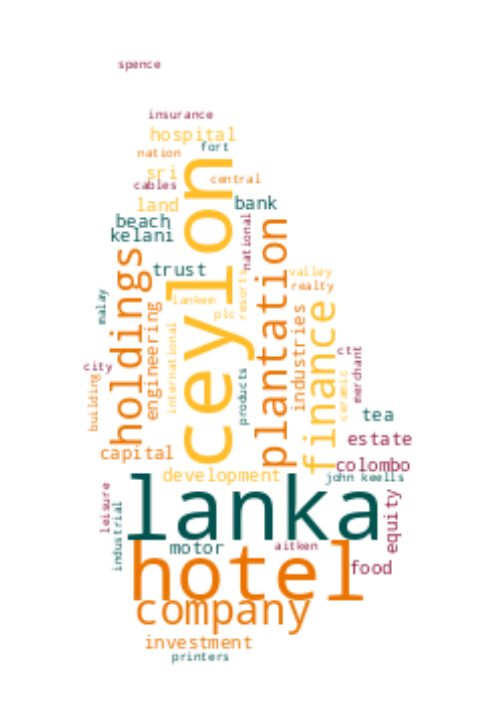 spence
insurance
hospital
fort
nation
sri
central
cables
land
bank
beach
kelani
national
ceylon
plantation
trust
holdings
valley
realty
resorts
lanken
plc
malay
engineering
international
industries
finance
products
ct
merchant
city
building
ceramic
tea
estate
capital
colombo
development
john keells
lanka
leisure
industrial
equity
motor
aitken
hotel
food
company
investment
printers